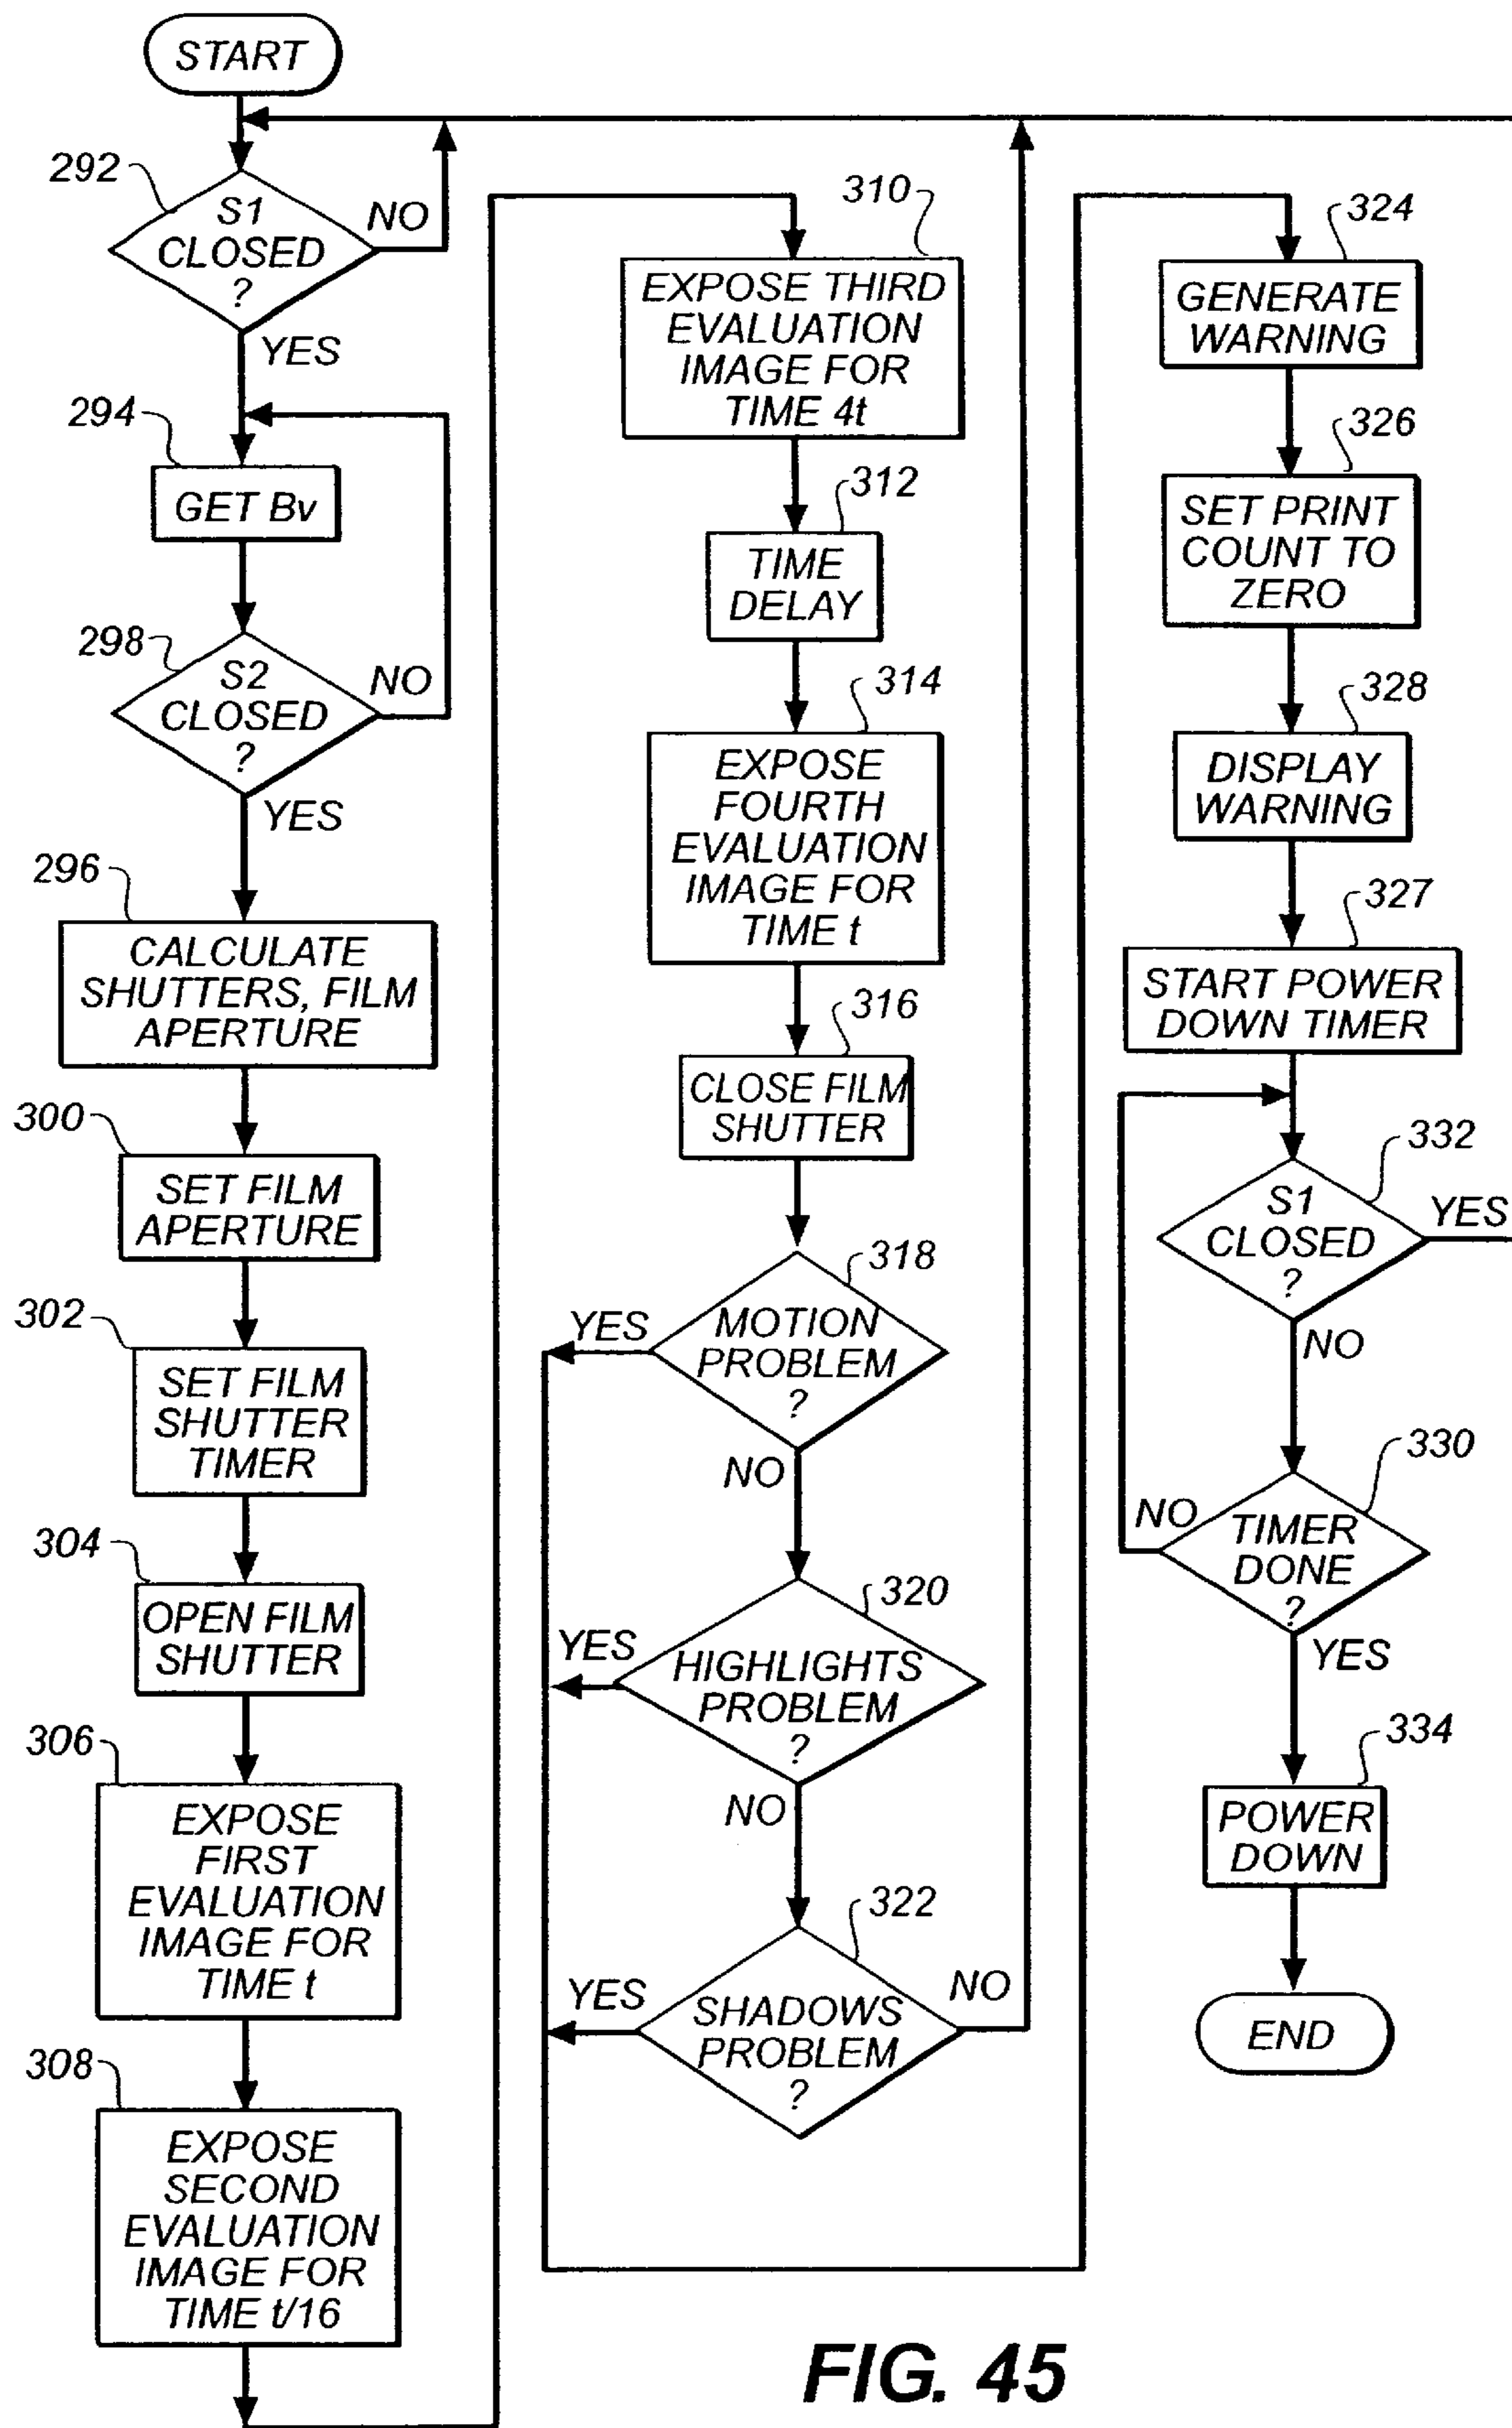 START
292
S1
CLOSED
?
NO
YES
294
GET Bv
298
S2
CLOSED
?
NO
YES
296
CALCULATE
SHUTTERS, FILM
APERTURE
300
SET FILM
APERTURE
302
SET FILM
SHUTTER
TIMER
304
OPEN FILM
SHUTTER
306
EXPOSE
FIRST
EVALUATION
IMAGE FOR
TIME t
308
EXPOSE
SECOND
EVALUATION
IMAGE FOR
TIME t/16
310
EXPOSE THIRD
EVALUATION
IMAGE FOR
TIME 4t
312
TIME
DELAY
314
EXPOSE
FOURTH
EVALUATION
IMAGE FOR
TIME t
316
CLOSE FILM
SHUTTER
318
YES
MOTION
PROBLEM
?
NO
320
YES
HIGHLIGHTS
PROBLEM
?
NO
322
YES
SHADOWS
PROBLEM
?
NO
324
GENERATE
WARNING
326
SET PRINT
COUNT TO
ZERO
328
DISPLAY
WARNING
327
START POWER
DOWN TIMER
332
S1
CLOSED
?
YES
NO
330
NO
TIMER
DONE
?
YES
334
POWER
DOWN
END
FIG. 45